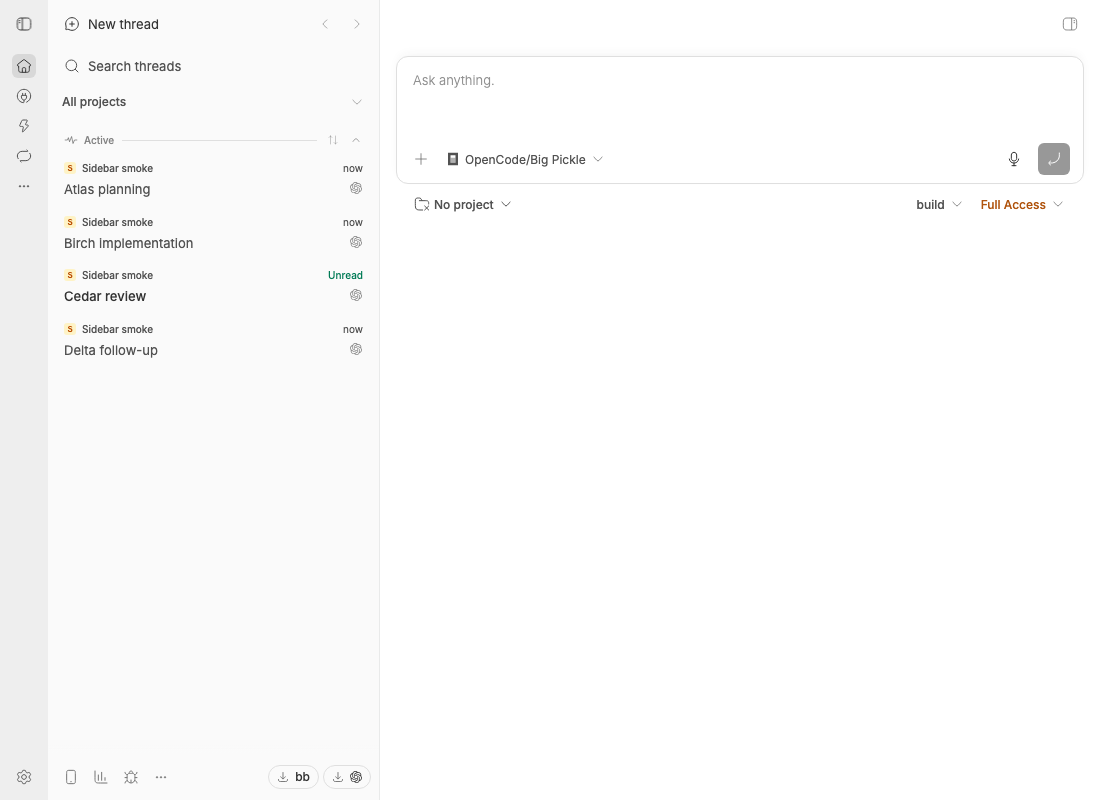 New thread
Search threads
All projects
Active
S Sidebar smoke now
Atlas planning
S Sidebar smoke now
Birch implementation
S Sidebar smoke Unread
Cedar review
S Sidebar smoke now
Delta follow-up
bb
Ask anything.
OpenCode/Big Pickle
No project build Full Access